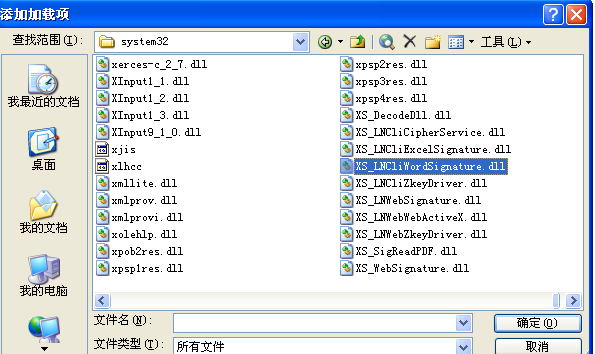 添加加载项
查找范围(I):
system32
工具(L)
我最近的文档
桌面
我的文档
我的电脑
xerces-c_2_7.dll
XInput1_1.dll
XInput1_2.dll
XInput1_3.dll
XInput9_1_0.dll
xjis
xlhcc
xmllite.dll
xmlprov.dll
xmlprovi.dll
xolehlp.dll
xpob2res.dll
xpsp1res.dll
xpsp2res.dll
xpsp3res.dll
xpsp4res.dll
XS_DecodeDll.dll
XS_LNCliCipherService.dll
XS_LNCliExcelSignature.dll
XS_LNCliWordSignature.dll
XS_LNCliZkeyDriver.dll
XS_LNWebSignature.dll
XS_LNWebWebActiveX.dll
XS_LNWebZkeyDriver.dll
XS_SigReadPDF.dll
XS_WebSignature.dll
文件名(N):
确定(O)
文件类型(T):
所有文件
取消